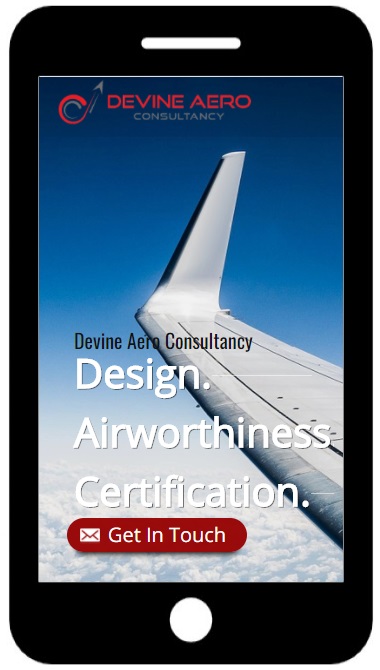 DEVINE AERO
CONSULTANCY
Devine Aero Consultancy
Design.
Airworthiness
Certification.
Get In Touch